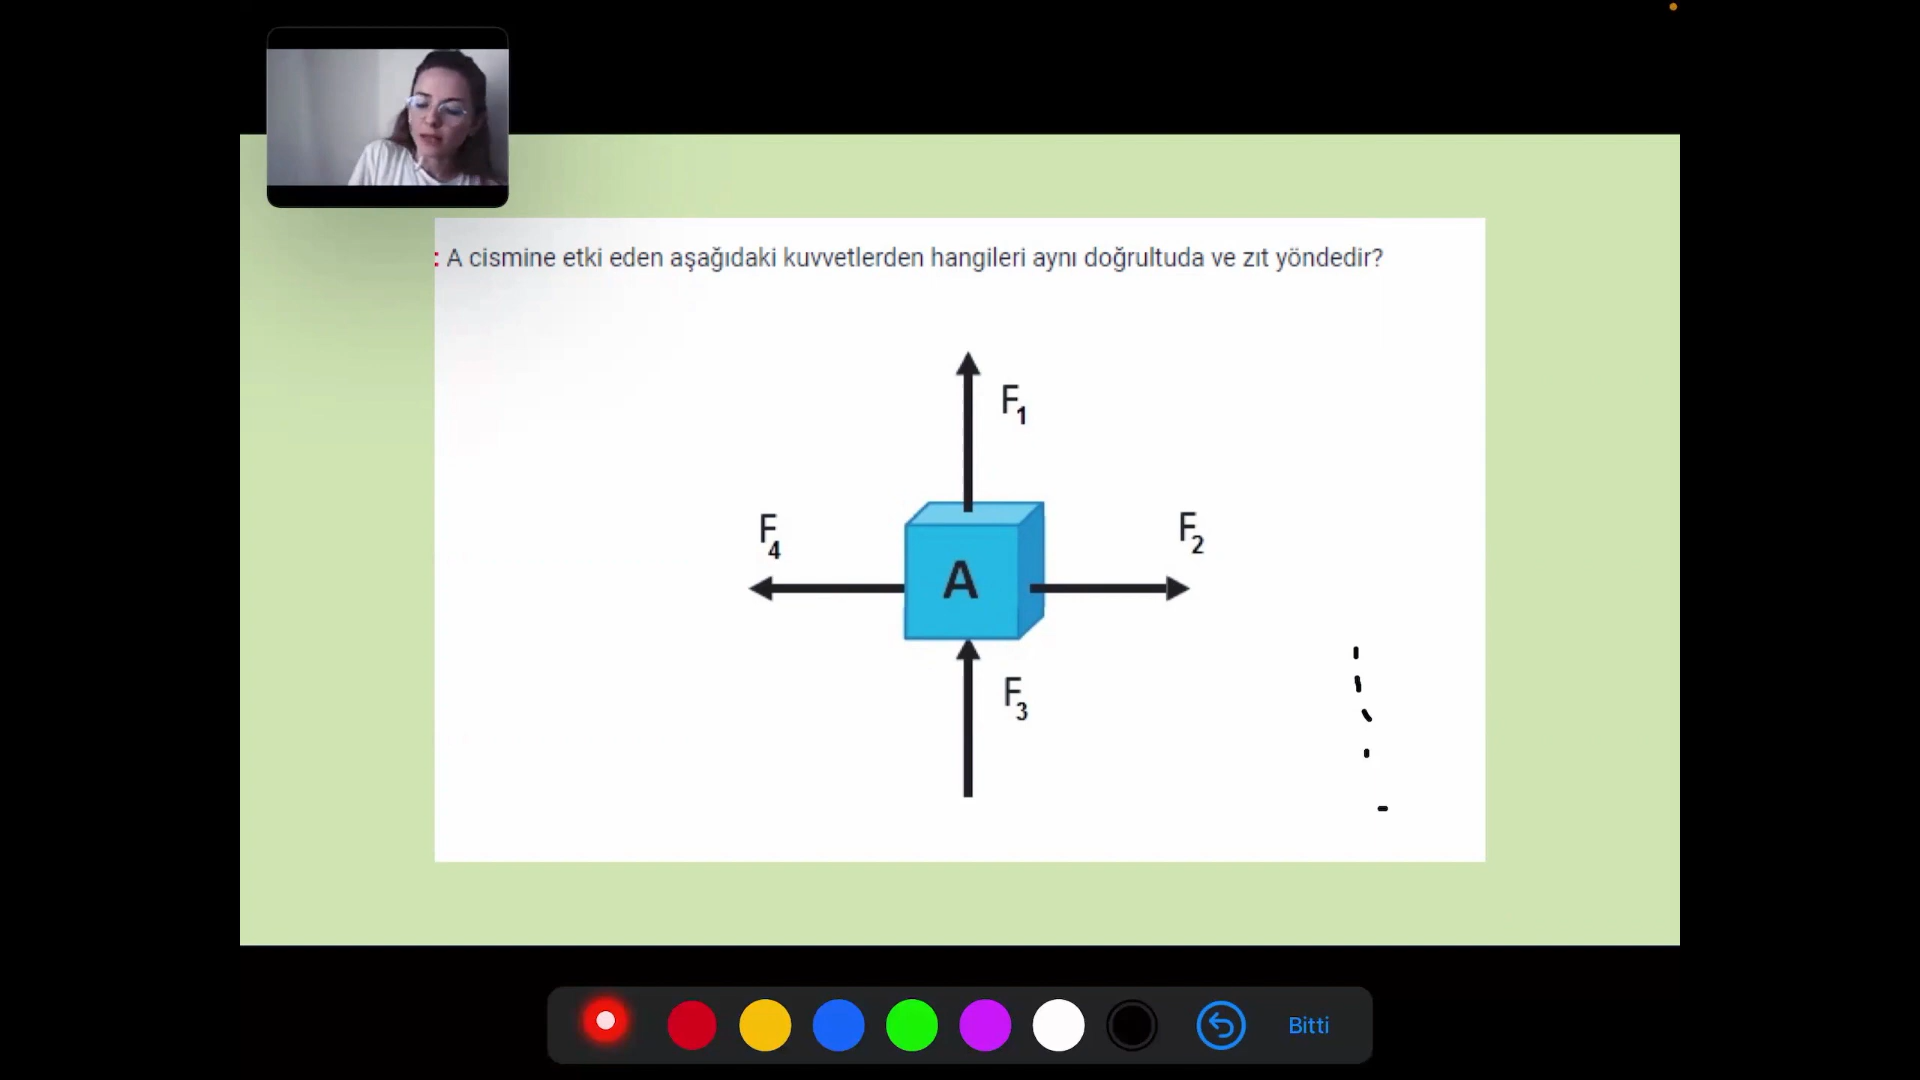 : A cismine etki eden aşağıdaki kuvvetlerden hangileri aynı doğrultuda ve zıt yöndedir?
F1
F4
F2
A
F3
Bitti